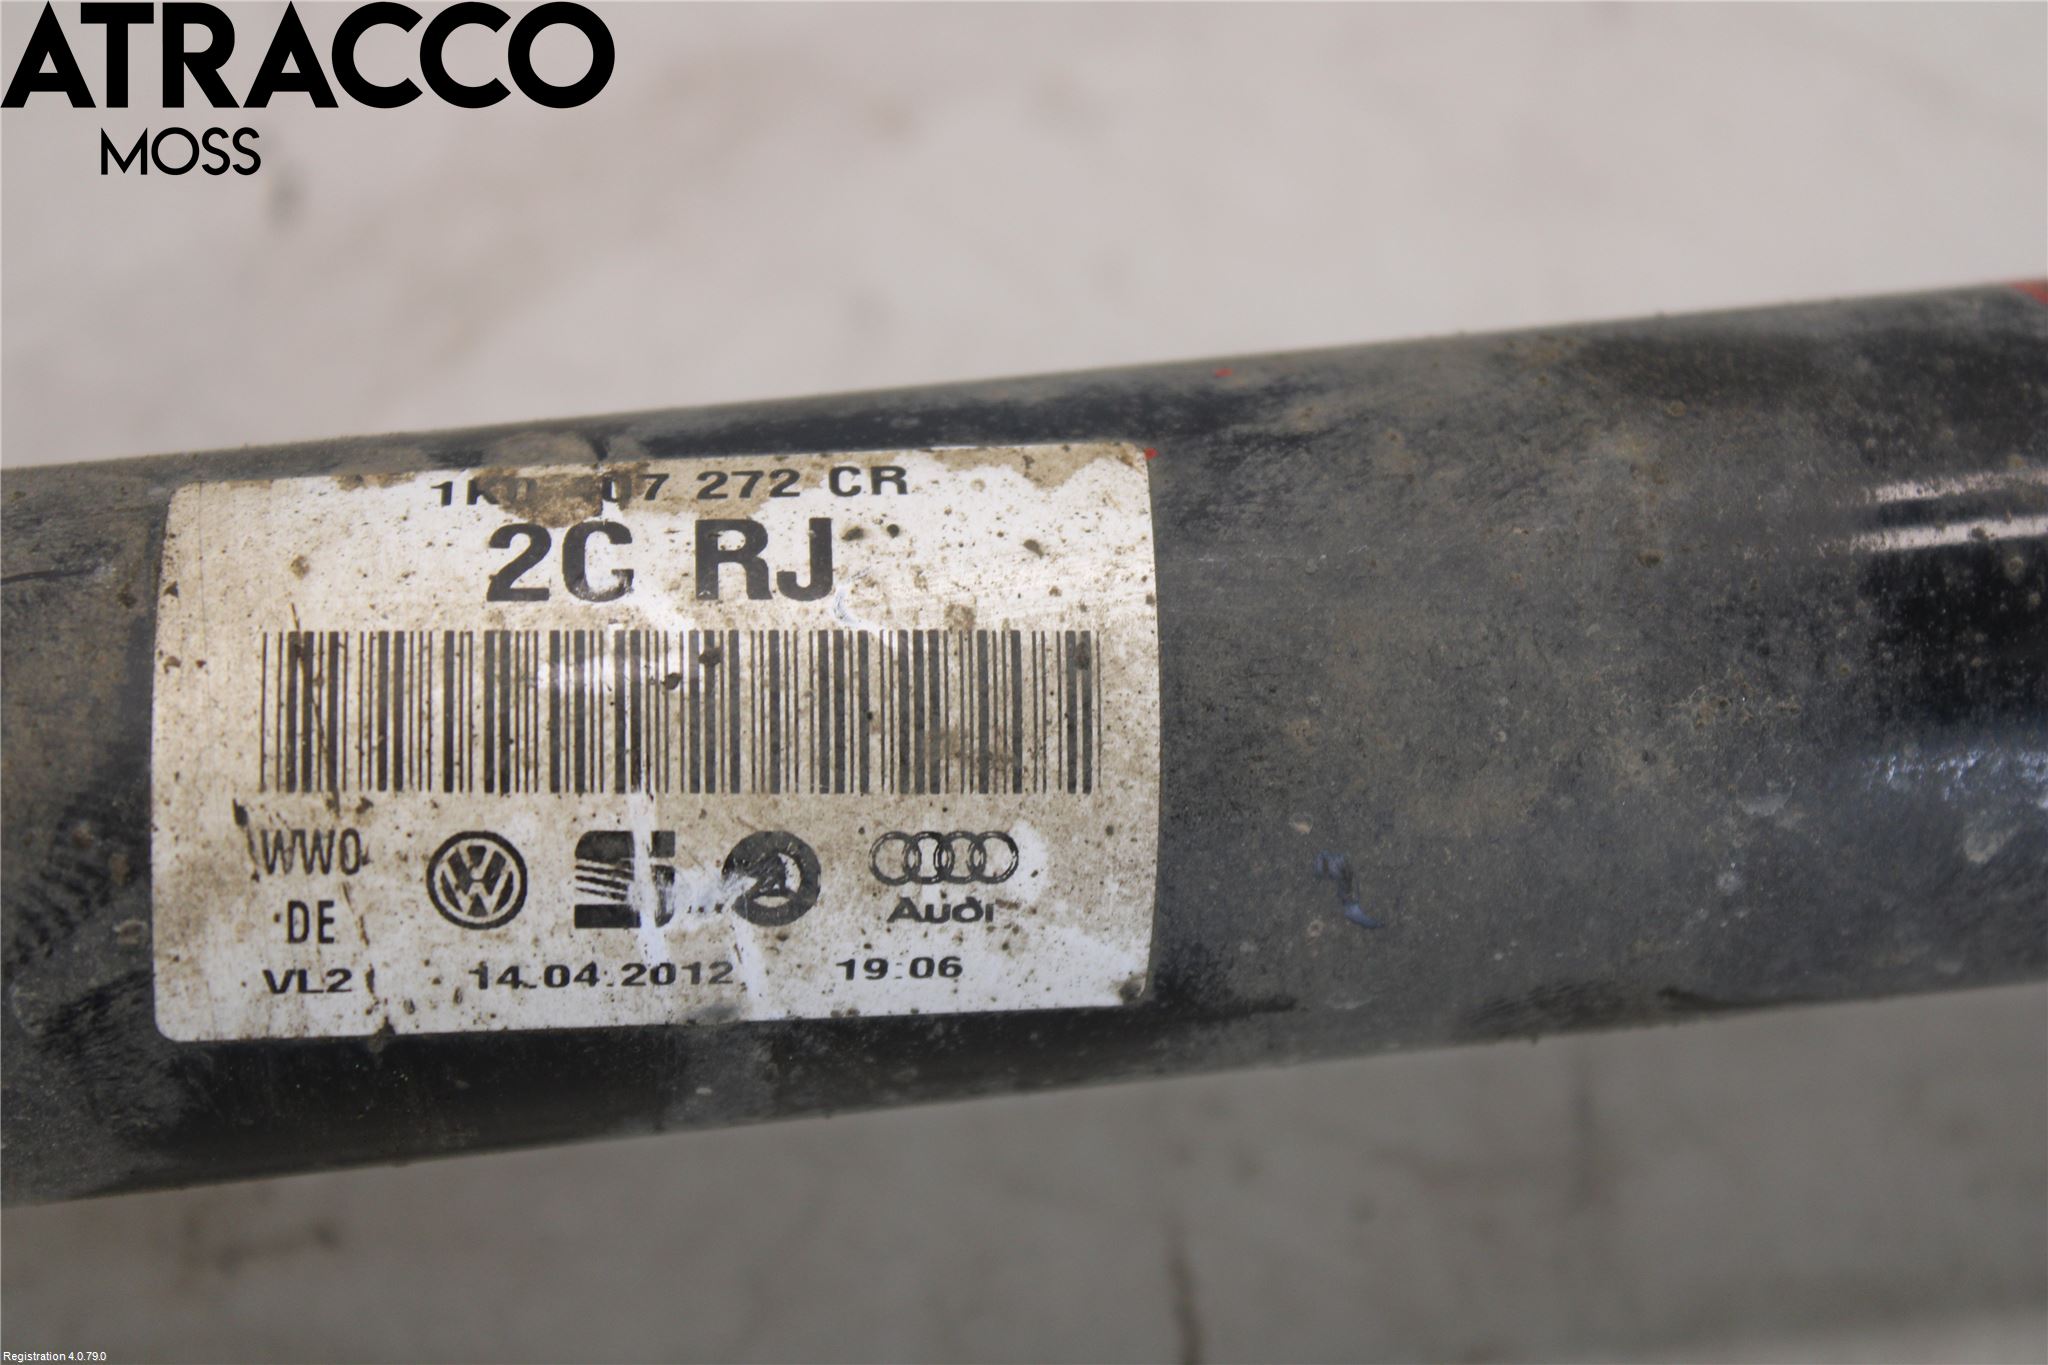 ATRACCO
MOSS
272 CR
2C RJ
WWO
DE
VL2
Audi
14.04.2012 19:06
Registration 4.0.79.0